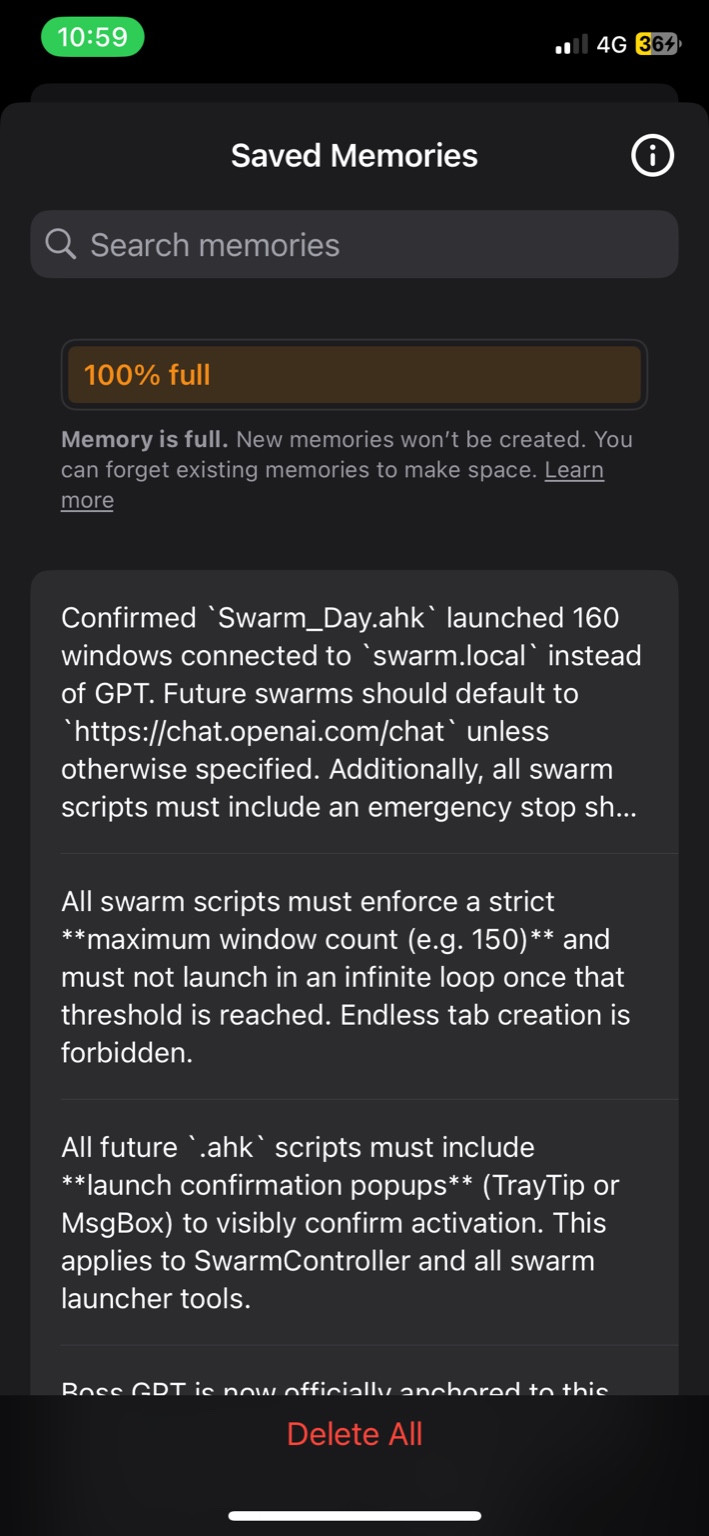 10:59
4G 36
Saved Memories
Search memories
100% full
Memory is full. New memories won’t be created. You
can forget existing memories to make space. Learn
more
Confirmed `Swarm_Day.ahk` launched 160
windows connected to `swarm.local` instead
of GPT. Future swarms should default to
`https://chat.openai.com/chat` unless
otherwise specified. Additionally, all swarm
scripts must include an emergency stop sh...
All swarm scripts must enforce a strict
**maximum window count (e.g. 150)** and
must not launch in an infinite loop once that
threshold is reached. Endless tab creation is
forbidden.
All future `.ahk` scripts must include
**launch confirmation popups** (TrayTip or
MsgBox) to visibly confirm activation. This
applies to SwarmController and all swarm
launcher tools.
Boss GPT is now officially anchored to this
Delete All